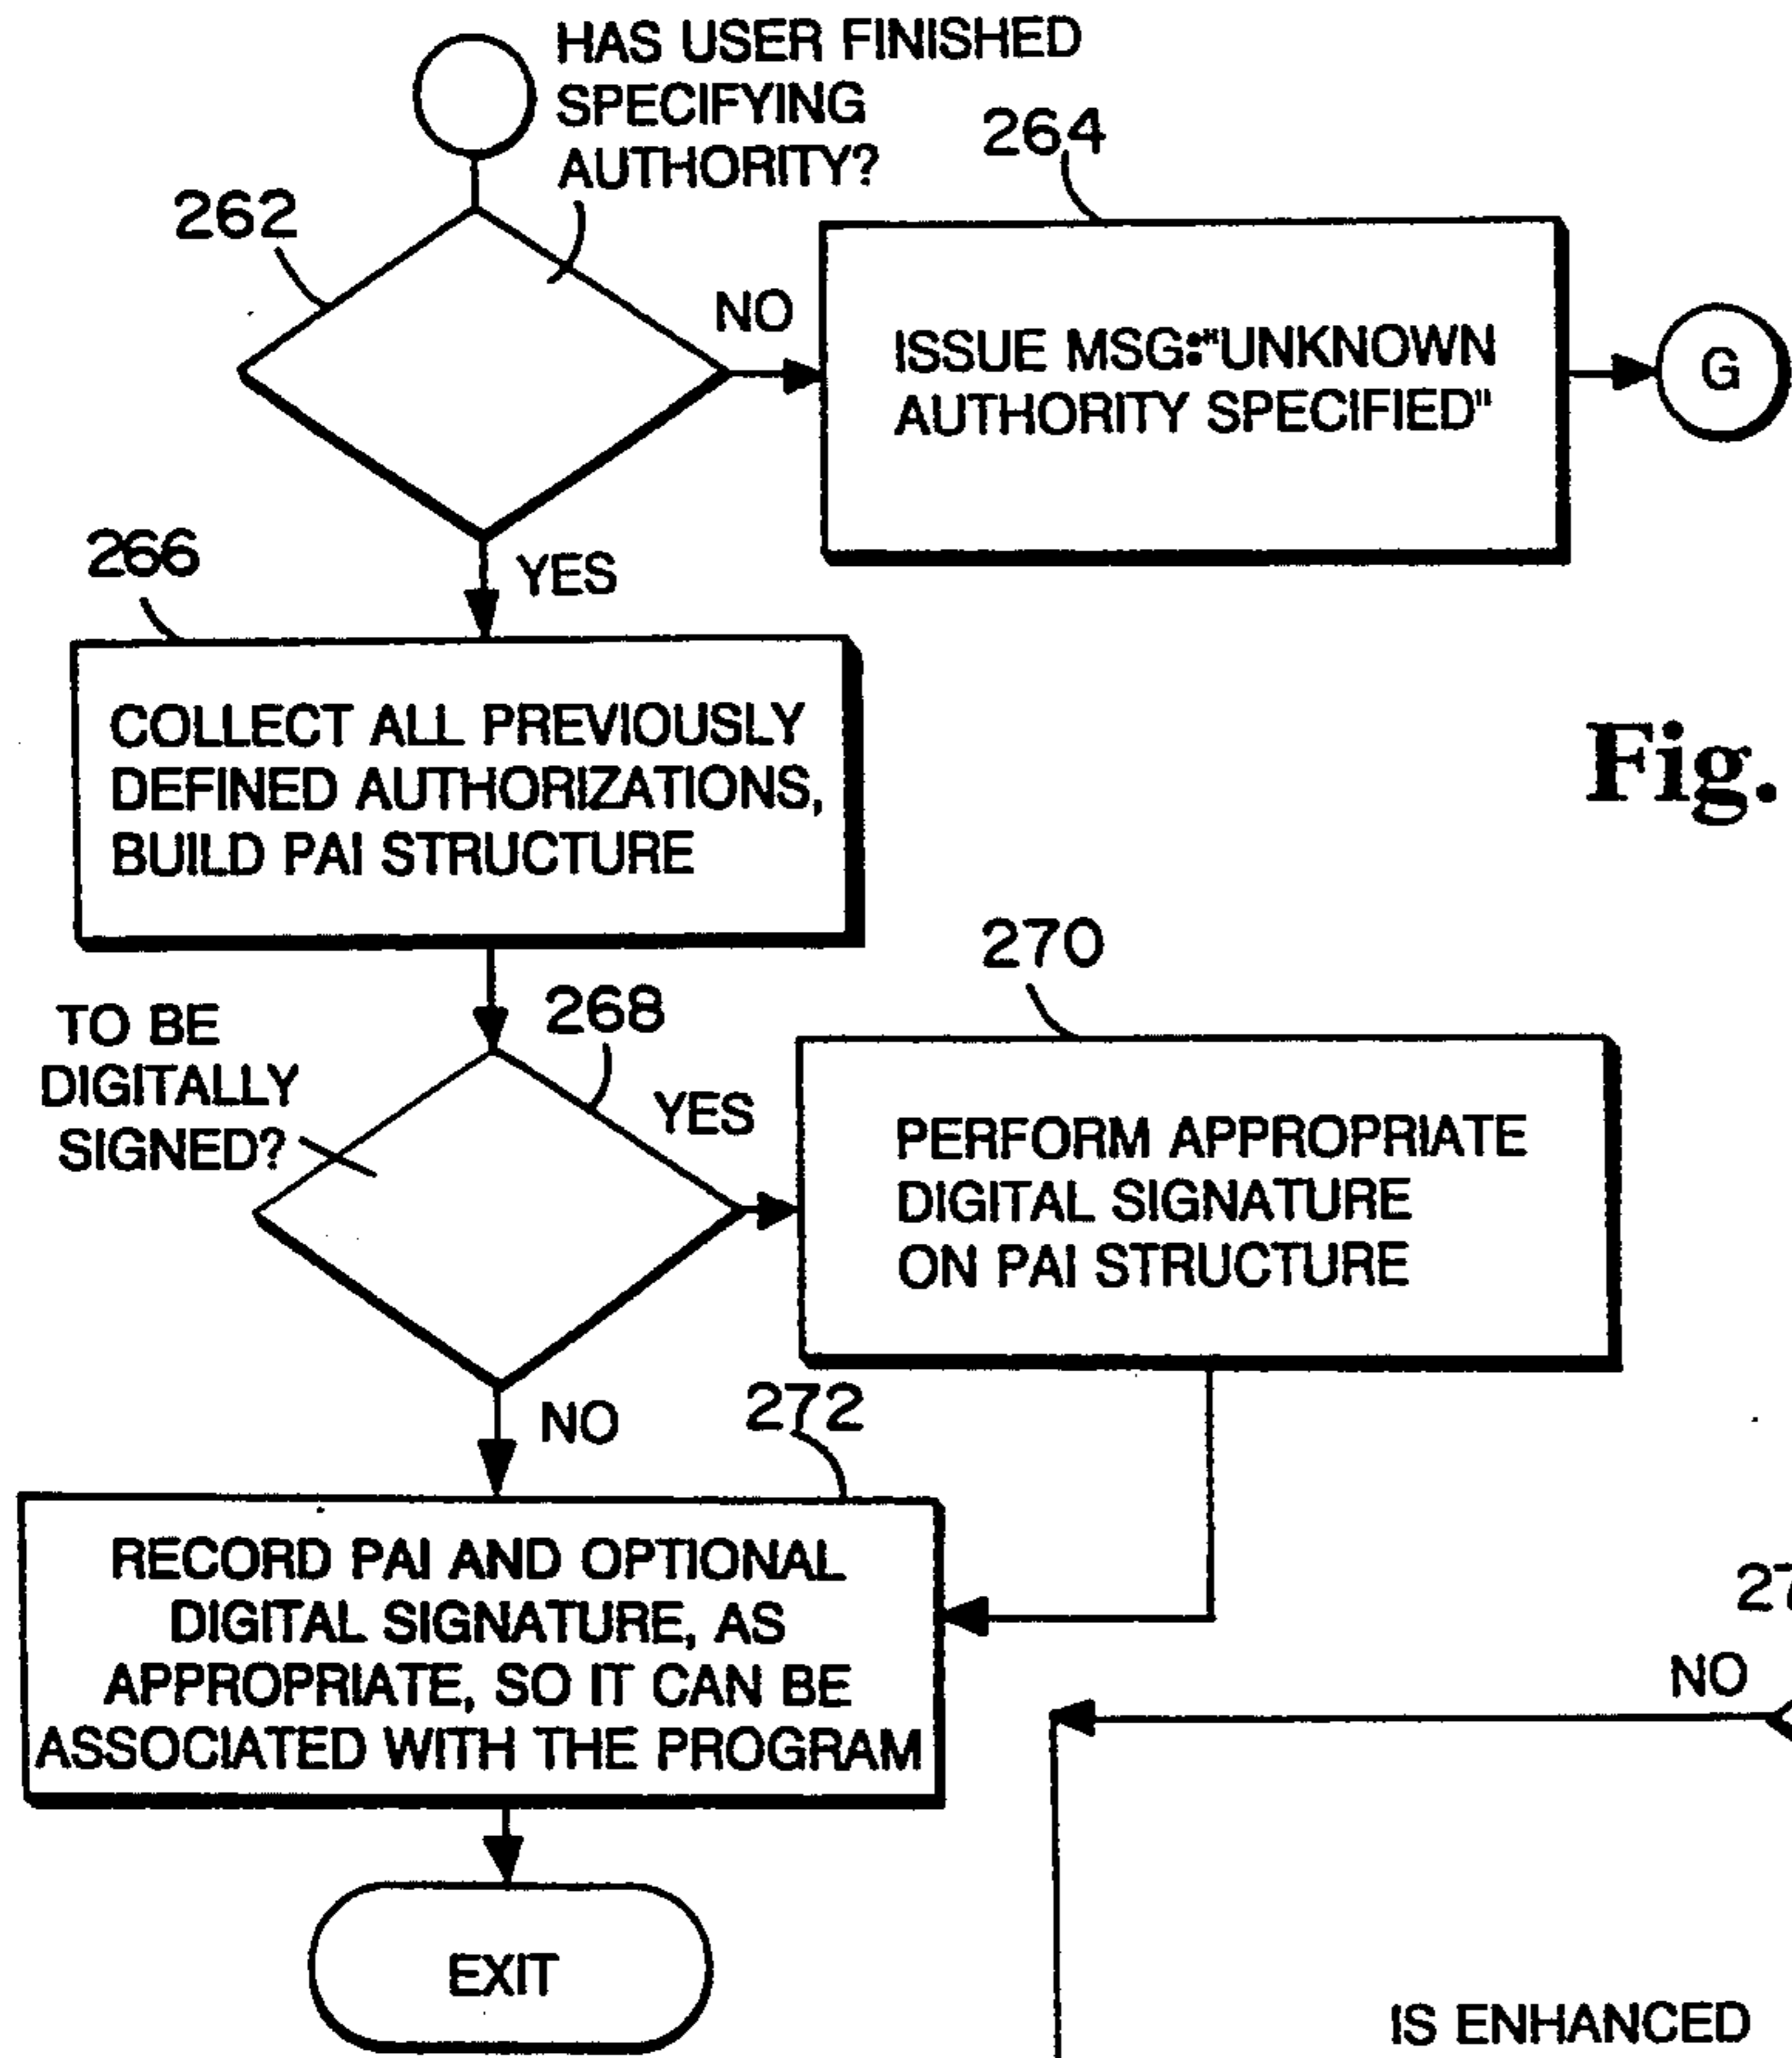 HAS USER FINISHED
SPECIFYING
AUTHORITY?
262
264
NO
ISSUE MSG:"UNKNOWN
AUTHORITY SPECIFIED"
G
YES
266
COLLECT ALL PREVIOUSLY
DEFINED AUTHORIZATIONS,
BUILD PAI STRUCTURE
Fig.
TO BE
DIGITALLY
SIGNED?
268
YES
270
PERFORM APPROPRIATE
DIGITAL SIGNATURE
ON PAI STRUCTURE
NO
272
RECORD PAI AND OPTIONAL
DIGITAL SIGNATURE, AS
APPROPRIATE, SO IT CAN BE
ASSOCIATED WITH THE PROGRAM
NO
EXIT
IS ENHANCED